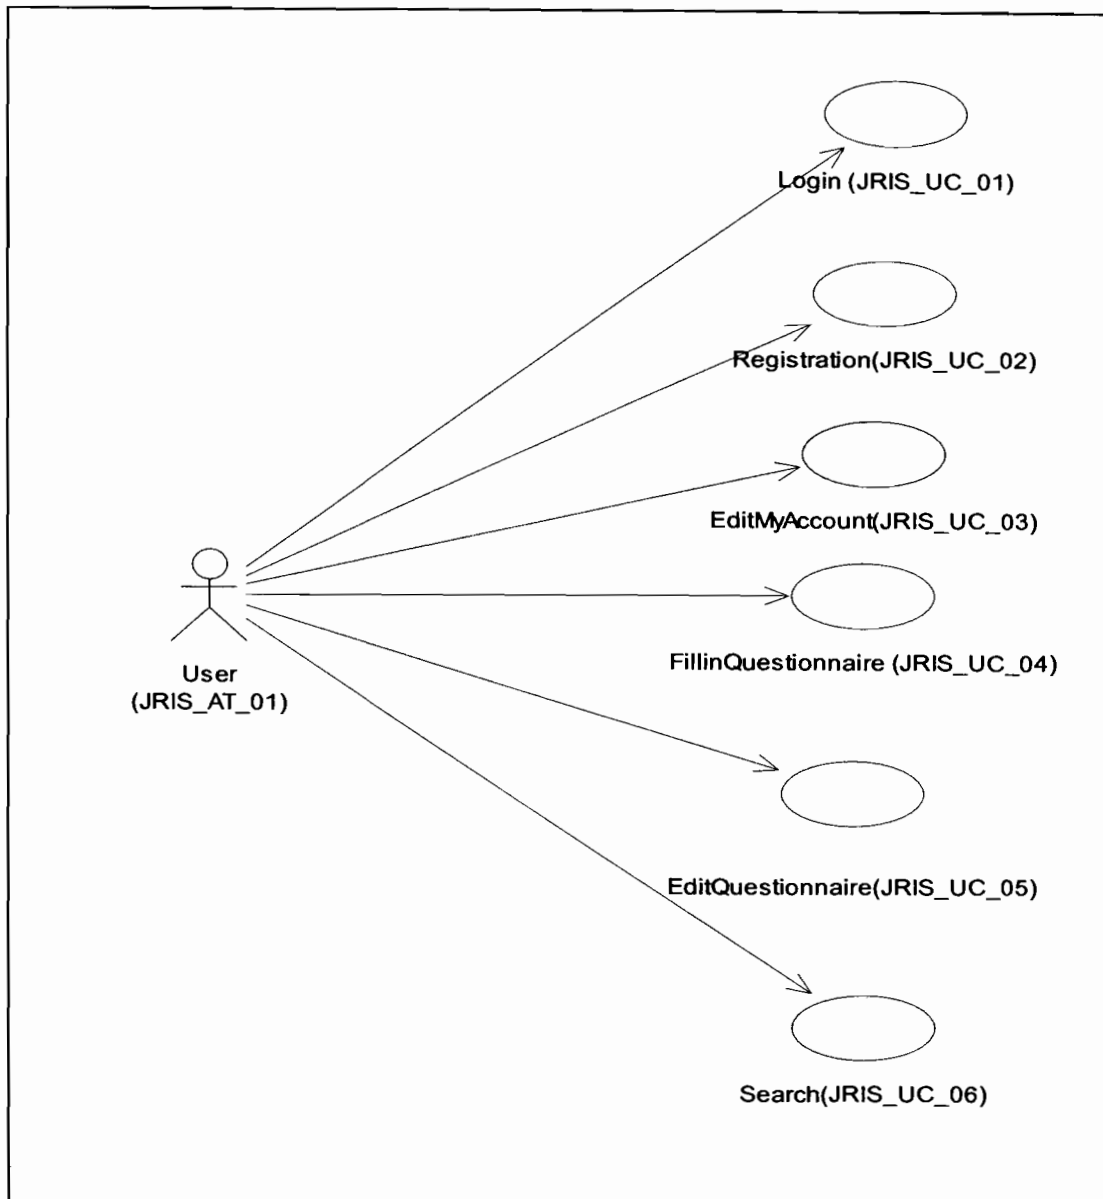 Login (JRIS_UC_01)
Registration(JRIS_UC_02)
EditMyAccount(JRIS_UC_03)
FillinQuestionnaire (JRIS_UC_04)
User
(JRIS_AT_01)
EditQuestionnaire(JRIS_UC_05)
Search(JRIS_UC_06)